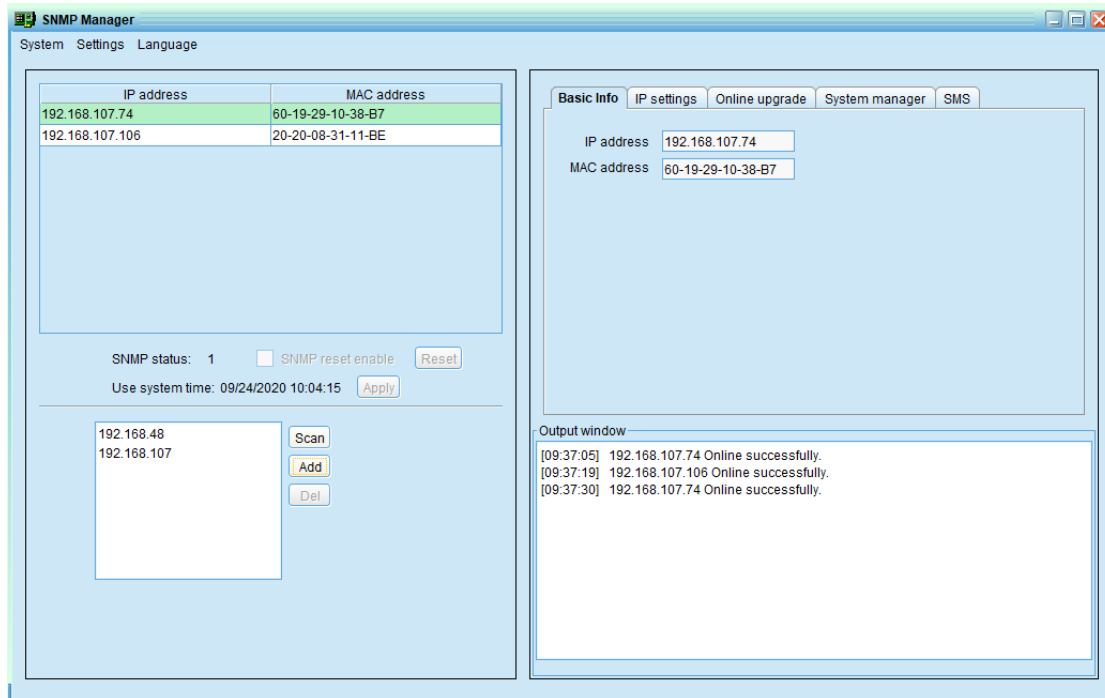 SNMP Manager
System Settings Language
IP address MAC address
192.168.107.74 60-19-29-10-38-B7
192.168.107.106 20-20-08-31-11-BE
SNMP status: 1 SNMP reset enable Reset
Use system time: 09/24/2020 10:04:15 Apply
192.168.48
192.168.107
Scan
Add
Del
Basic Info IP settings Online upgrade System manager SMS
IP address 192.168.107.74
MAC address 60-19-29-10-38-B7
Output window
[09:37:05] 192.168.107.74 Online successfully.
[09:37:19] 192.168.107.106 Online successfully.
[09:37:30] 192.168.107.74 Online successfully.